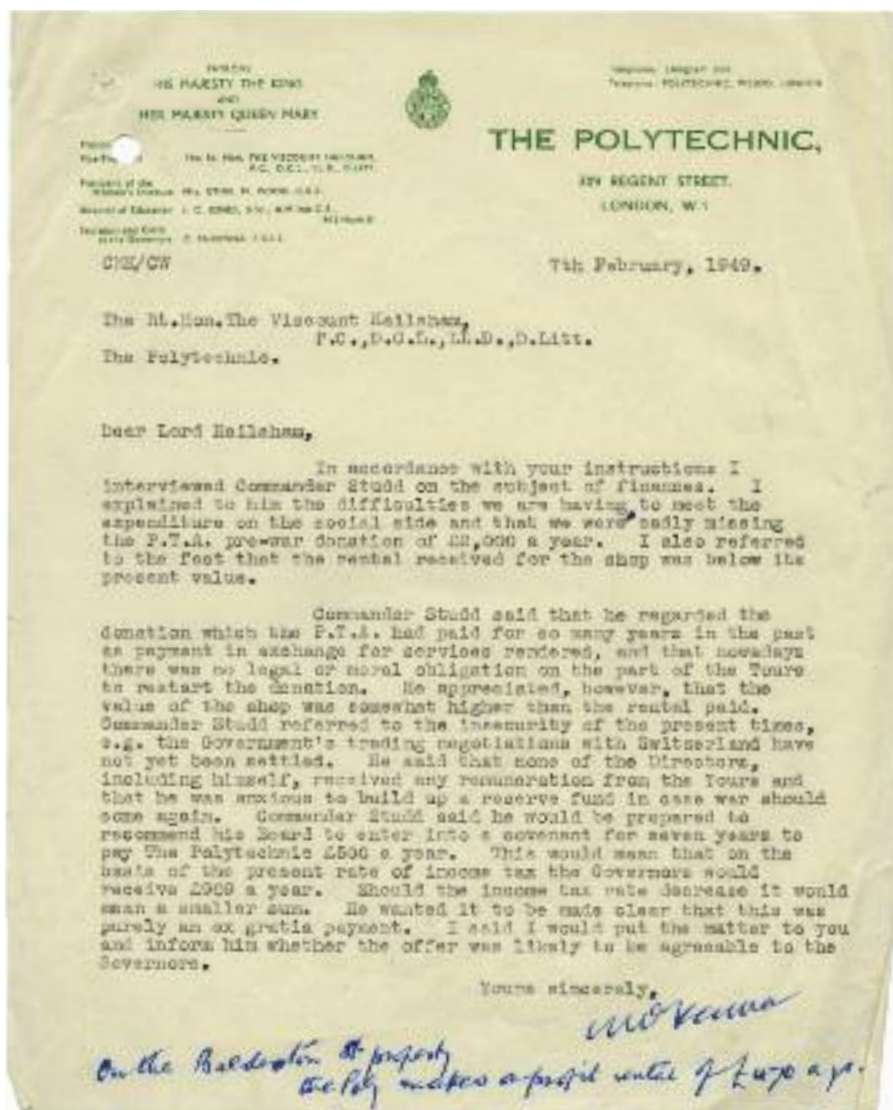 HIS MAJESTY THE KING
AND
HER MAJESTY QUEEN MARY
THE POLYTECHNIC,
309 REGENT STREET,
LONDON, W.1
7th February, 1949.
The Rt.Hon.The Viscount Hailsham,
P.C.,D.C.L.,LL.D.,D.Litt.
The Polytechnic.
Dear Lord Hailsham,
In accordance with your instructions I
interviewed Commander Studd on the subject of finances. I
explained to him the difficulties we are having to meet the
expenditure on the social side and that we were sadly missing
the P.T.A. pre-war donation of £2,000 a year. I also referred
to the fact that the rental received for the shop was below its
present value.
Commander Studd said that he regarded the
donation which the P.T.A. had paid for so many years in the past
as payment in exchange for services rendered, and that nowadays
there was no legal or moral obligation on the part of the Tours
to restart the donation. He appreciated, however, that the
value of the shop was somewhat higher than the rental paid.
Commander Studd referred to the insecurity of the present times,
e.g. the Government's trading negotiations with Switzerland have
not yet been settled. He said that none of the Directors,
including himself, received any remuneration from the Tours and
that he was anxious to build up a reserve fund in case war should
come again. Commander Studd said he would be prepared to
recommend his Board to enter into a covenant for seven years to
pay The Polytechnic £500 a year. This would mean that on the
basis of the present rate of income tax the Governors would
receive a year. Should the income tax rate decrease it would
mean a smaller sum. He wanted it to be made clear that this was
purely an ex gratia payment. I said I would put the matter to you
and inform him whether the offer was likely to be agreeable to the
Governors.
Yours sincerely,
On the Balderton St property
the Poly makes a profit rental of a yr.